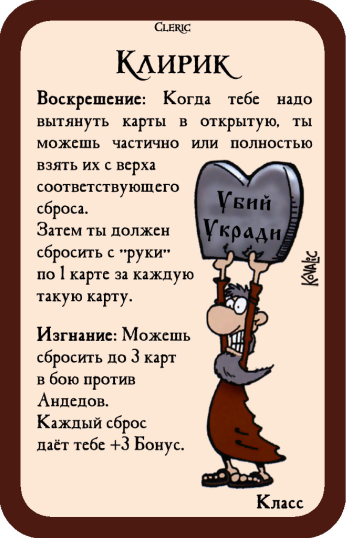 Cleric
Клирик
Воскрешение: Когда тебе надо
вытянуть карты в открытую, ты
можешь частично или полностью
взять их с верха
соответствующего
сброса.
Затем ты должен
сбросить с "руки"
по 1 карте за каждую
такую карту.
Убий
Укради
Kovalic
Изгнание: Можешь
сбросить до 3 карт
в бою против
Андедов.
Каждый сброс
даёт тебе +3 Бонус.
Класс